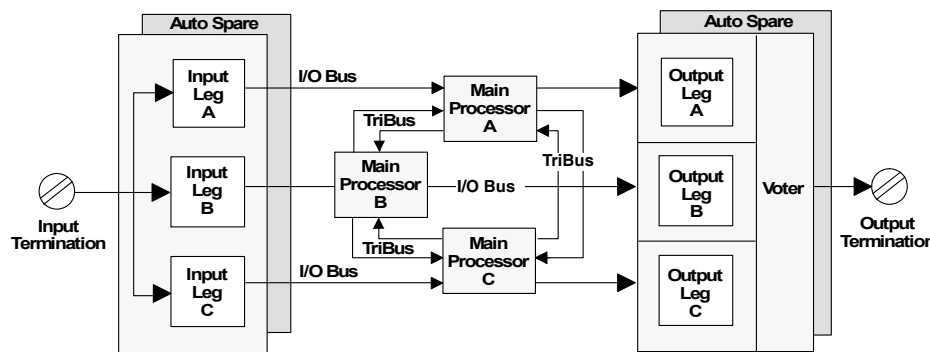 Auto Spare
Auto Spare
Input
Leg
A
I/O Bus
Main
Processor
A
Output
Leg
A
TriBus
TriBus
Input
Leg
B
Main
Processor
B
I/O Bus
Output
Leg
B
Voter
Input
Termination
Output
Termination
TriBus
Input
Leg
C
I/O Bus
Main
Processor
C
Output
Leg
C